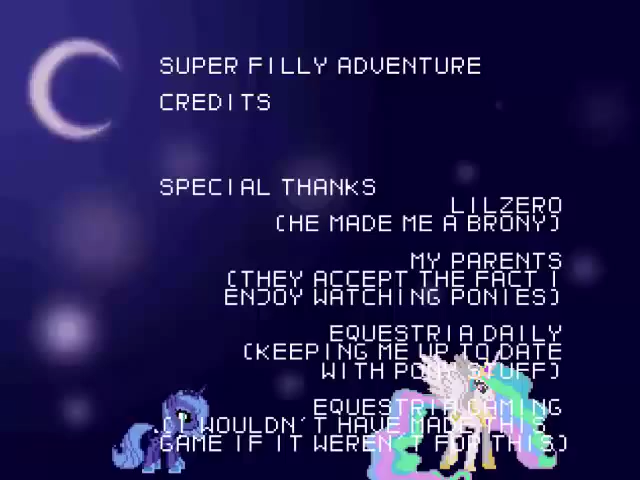 SUPER FILLY ADVENTURE
CREDITS
SPECIAL THANKS
LILZERO
(HE MADE ME A BRONY)
MY PARENTS
(THEY ACCEPT THE FACT I
ENJOY WATCHING PONIES)
EQUESTRIA DAILY
(KEEPING ME UP TO DATE
WITH PONY STUFF)
EQUESTRIA GAMING
(I WOULDN'T HAVE MADE THIS
GAME IF IT WEREN'T FOR THIS)